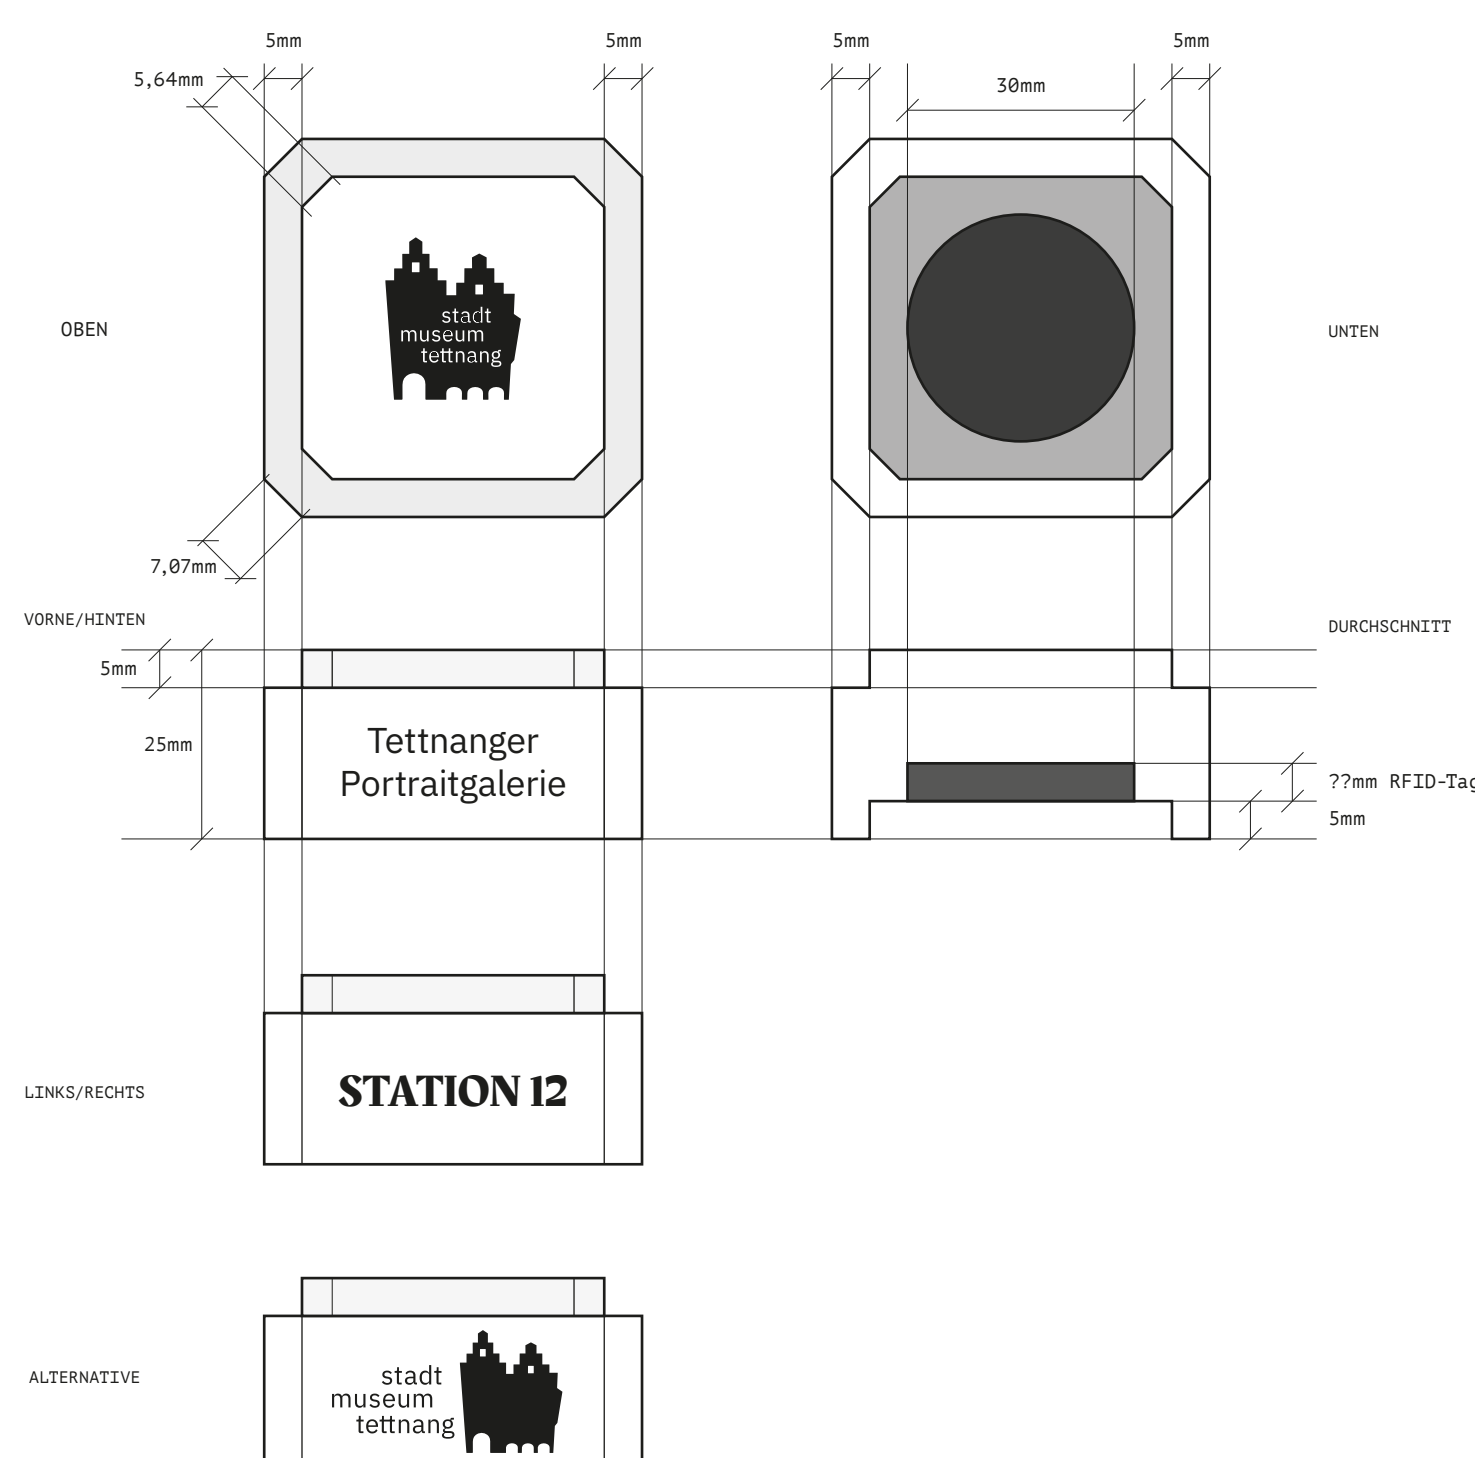 5mm
5mm
5mm
5mm
5,64mm
30mm
OBEN
stadt
museum
tettnang
UNTEN
7,07mm
VORNE/HINTEN
DURCHSCHNITT
5mm
25mm
Tettnanger
Portraitgalerie
??mm RFID-Tag
5mm
LINKS/RECHTS
STATION 12
ALTERNATIVE
stadt
museum
tettnang